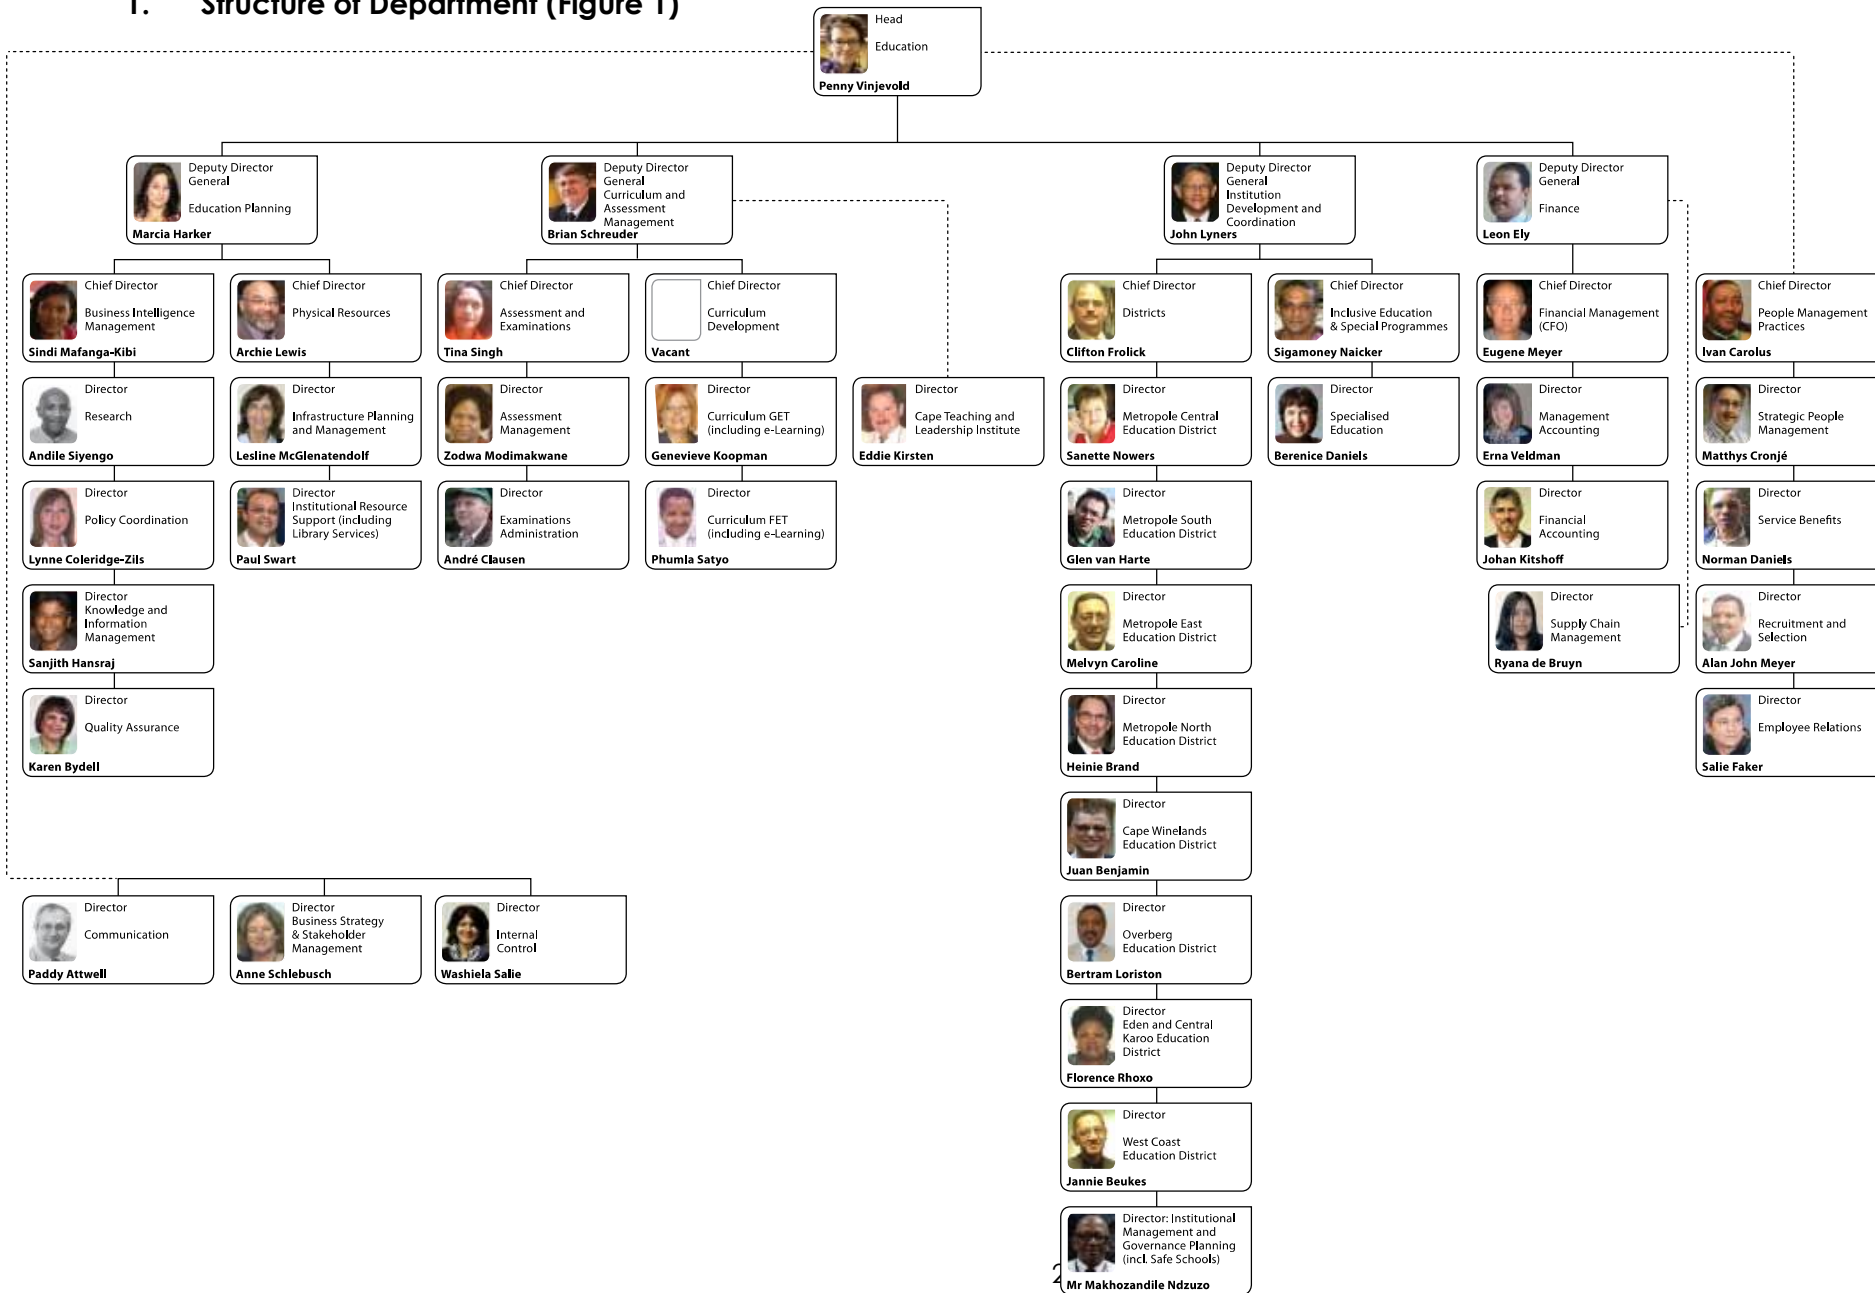 1. Structure of Department (Figure 1)
Head
Education
Penny Vinjevold
Deputy Director
General
Education Planning
Marcia Harker
Deputy Director
General
Curriculum and
Assessment
Management
Brian Schreuder
Deputy Director
General
Institution
Development and
Coordination
John Lyners
Deputy Director
General
Finance
Leon Ely
Chief Director
Business Intelligence
Management
Sindi Mafanga-Kibi
Chief Director
Physical Resources
Archie Lewis
Chief Director
Assessment and
Examinations
Tina Singh
Chief Director
Curriculum
Development
Vacant
Chief Director
Districts
Clifton Frolick
Chief Director
Inclusive Education
& Special Programmes
Sigamoney Naicker
Chief Director
Financial Management
(CFO)
Eugene Meyer
Chief Director
People Management
Practices
Ivan Carolus
Director
Research
Andile Siyengo
Director
Infrastructure Planning
and Management
Lesline McGlenatendolf
Director
Assessment
Management
Zodwa Modimakwane
Director
Curriculum GET
(including e-Learning)
Genevieve Koopman
Director
Cape Teaching and
Leadership Institute
Eddie Kirsten
Director
Metropole Central
Education District
Sanette Nowers
Director
Specialised
Education
Berenice Daniels
Director
Management
Accounting
Erna Veldman
Director
Strategic People
Management
Matthys Cronjé
Director
Policy Coordination
Lynne Coleridge-Zils
Director
Institutional Resource
Support (including
Library Services)
Paul Swart
Director
Examinations
Administration
André Clausen
Director
Curriculum FET
(including e-Learning)
Phumla Satyo
Director
Metropole South
Education District
Glen van Harte
Director
Financial
Accounting
Johan Kitshoff
Director
Service Benefits
Norman Daniels
Director
Knowledge and
Information
Management
Sanjith Hansraj
Director
Metropole East
Education District
Melvyn Caroline
Director
Supply Chain
Management
Ryana de Bruyn
Director
Recruitment and
Selection
Alan John Meyer
Director
Quality Assurance
Karen Bydell
Director
Metropole North
Education District
Heinie Brand
Director
Employee Relations
Salie Faker
Director
Cape Winelands
Education District
Juan Benjamin
Director
Communication
Paddy Attwell
Director
Business Strategy
& Stakeholder
Management
Anne Schlebusch
Director
Internal
Control
Washiela Salie
Director
Overberg
Education District
Bertram Loriston
Director
Eden and Central
Karoo Education
District
Florence Rhoxo
Director
West Coast
Education District
Jannie Beukes
Director: Institutional
Management and
Governance Planning
(incl. Safe Schools)
Mr Makhozandile Ndzuzo